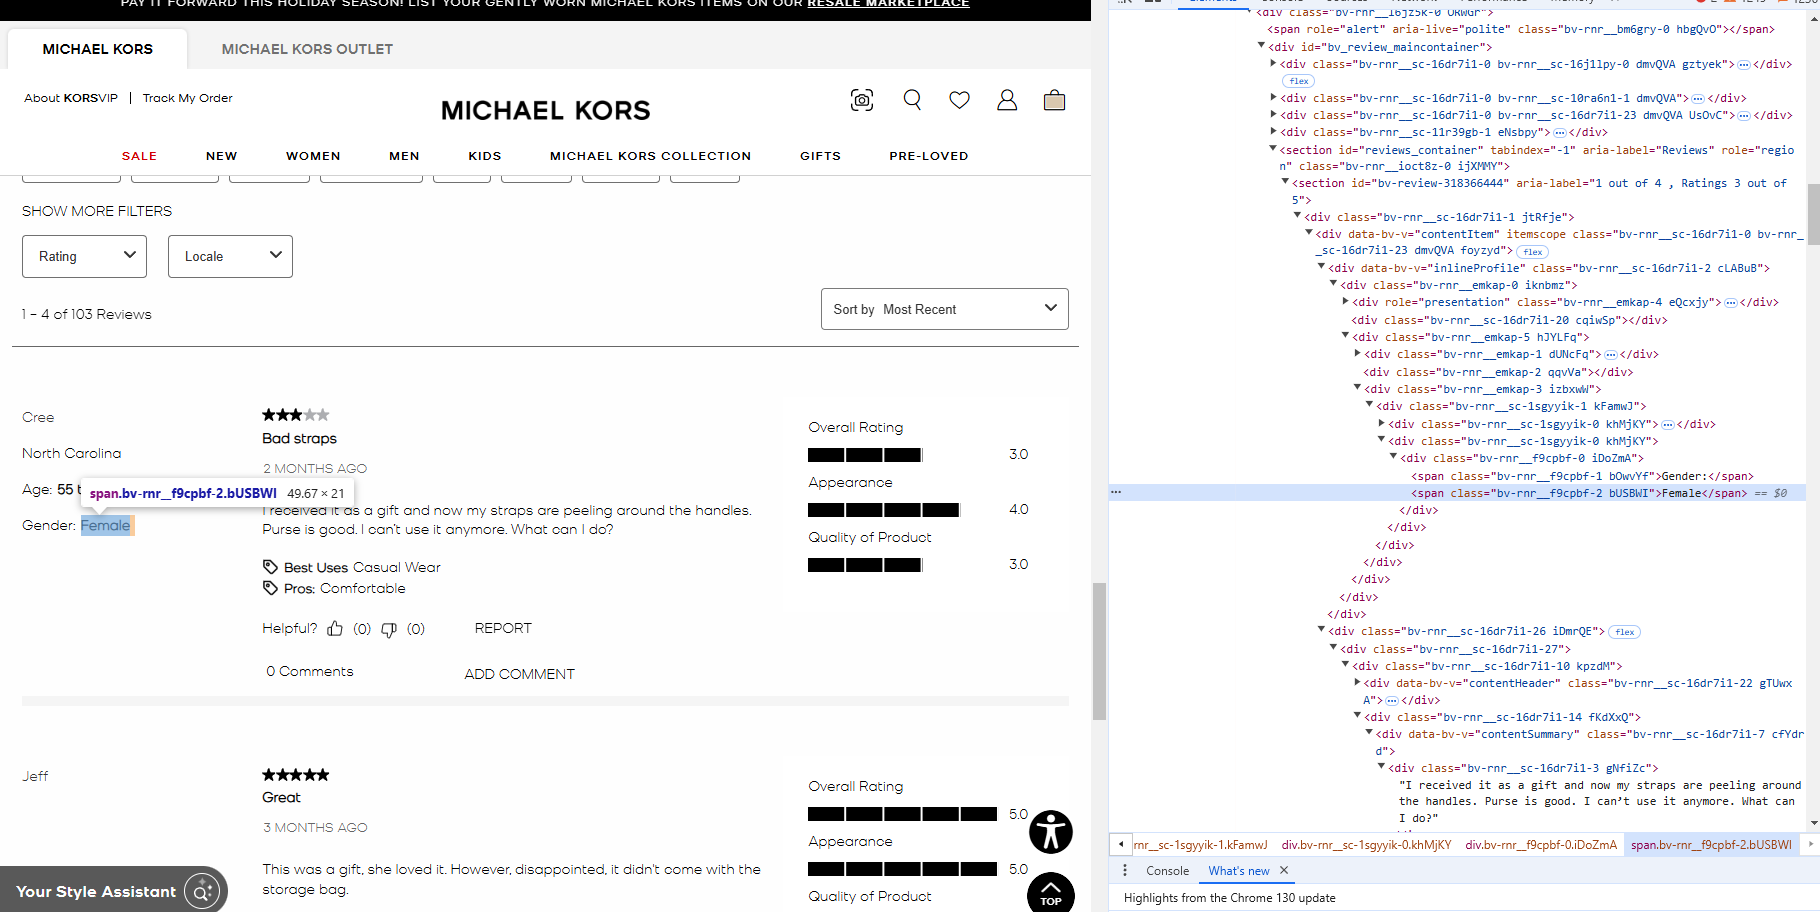 PAY IT FORWARD THIS HOLIDAY SEASON! LIST YOUR GENTLY WORN MICHAEL KORS ITEMS ON OUR RESALE MARKETPLACE
MICHAEL KORS
MICHAEL KORS OUTLET
About KORSVIP | Track My Order
MICHAEL KORS
SALE NEW WOMEN MEN KIDS MICHAEL KORS COLLECTION GIFTS PRE-LOVED
SHOW MORE FILTERS
Rating
Locale
1 – 4 of 103 Reviews
Sort by Most Recent
Cree
North Carolina
Age: 55 t
span.bv-rnr__f9cpbf-2.bUSBWI 49.67 × 21
Gender: Female
Bad straps
2 MONTHS AGO
I received it as a gift and now my straps are peeling around the handles.
Purse is good. I can't use it anymore. What can I do?
Best Uses Casual Wear
Pros: Comfortable
Helpful? (0) (0) REPORT
0 Comments ADD COMMENT
Overall Rating
3.0
Appearance
4.0
Quality of Product
3.0
Jeff
Great
3 MONTHS AGO
This was a gift, she loved it. However, disappointed, it didn't come with the
storage bag.
Overall Rating
5.0
Appearance
5.0
Quality of Product
TOP
Your Style Assistant
<div class="bv-rnr__16jz5k-0 ORWGr">
<span role="alert" aria-live="polite" class="bv-rnr__bm6gry-0 hbgQvO"></span>
<div id="bv_review_maincontainer">
<div class="bv-rnr__sc-16dr7i1-0 bv-rnr__sc-16j1lpy-0 dmvQVA gztyek">…</div>
flex
<div class="bv-rnr__sc-16dr7i1-0 bv-rnr__sc-10ra6n1-1 dmvQVA">…</div>
<div class="bv-rnr__sc-16dr7i1-0 bv-rnr__sc-16dr7i1-23 dmvQVA UsOvC">…</div>
<div class="bv-rnr__sc-11r39gb-1 eNsbpy">…</div>
<section id="reviews_container" tabindex="-1" aria-label="Reviews" role="regio
n" class="bv-rnr__ioct8z-0 ijXMMY">
<section id="bv-review-318366444" aria-label="1 out of 4 , Ratings 3 out of
5">
<div class="bv-rnr__sc-16dr7i1-1 jtRfje">
<div data-bv-v="contentItem" itemscope class="bv-rnr__sc-16dr7i1-0 bv-rnr_
_sc-16dr7i1-23 dmvQVA foyzyd"> flex
<div data-bv-v="inlineProfile" class="bv-rnr__sc-16dr7i1-2 cLABuB">
<div class="bv-rnr__emkap-0 iknbmz">
<div role="presentation" class="bv-rnr__emkap-4 eQcxjy">…</div>
<div class="bv-rnr__sc-16dr7i1-20 cqiwSp"></div>
<div class="bv-rnr__emkap-5 hJYLFq">
<div class="bv-rnr__emkap-1 dUNcFq">…</div>
<div class="bv-rnr__emkap-2 qqvVa"></div>
<div class="bv-rnr__emkap-3 izbxwW">
<div class="bv-rnr__sc-1sgyyik-1 kFamwJ">
<div class="bv-rnr__sc-1sgyyik-0 khMjKY">…</div>
<div class="bv-rnr__sc-1sgyyik-0 khMjKY">
<div class="bv-rnr__f9cpbf-0 iDoZmA">
<span class="bv-rnr__f9cpbf-1 bOwvYf">Gender:</span>
<span class="bv-rnr__f9cpbf-2 bUSBWI">Female</span> == $0
</div>
</div>
</div>
</div>
</div>
</div>
</div>
<div class="bv-rnr__sc-16dr7i1-26 iDmrQE"> flex
<div class="bv-rnr__sc-16dr7i1-27">
<div class="bv-rnr__sc-16dr7i1-10 kpzdM">
<div data-bv-v="contentHeader" class="bv-rnr__sc-16dr7i1-22 gTUwx
A">…</div>
<div class="bv-rnr__sc-16dr7i1-14 fKdXxQ">
<div data-bv-v="contentSummary" class="bv-rnr__sc-16dr7i1-7 cfYdr
d">
<div class="bv-rnr__sc-16dr7i1-3 gNfiZc">
"I received it as a gift and now my straps are peeling around
the handles. Purse is good. I can't use it anymore. What can
I do?"
rnr__sc-1sgyyik-1.kFamwJ div.bv-rnr__sc-1sgyyik-0.khMjKY div.bv-rnr__f9cpbf-0.iDoZmA span.bv-rnr__f9cpbf-2.bUSBWI
Console What's new
Highlights from the Chrome 130 update